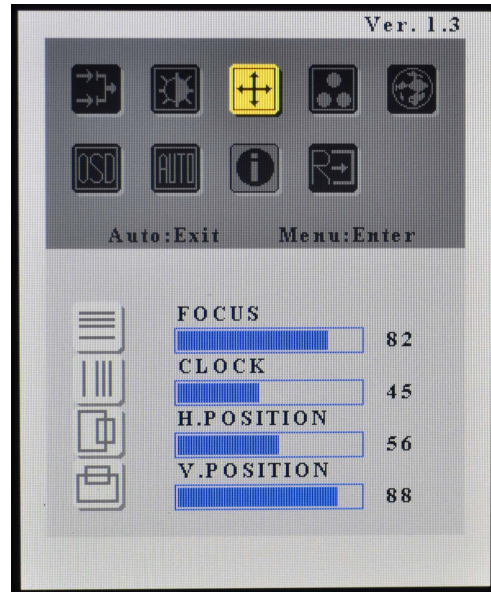 Ver. 1.3
OSD AUTO i R
Auto:Exit Menu:Enter
FOCUS
82
CLOCK
45
H.POSITION
56
V.POSITION
88